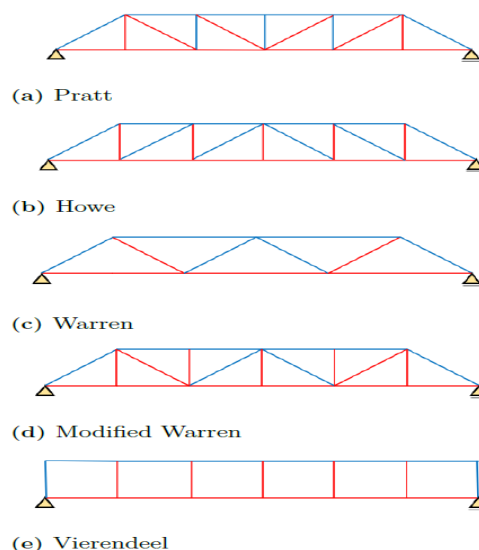 (a) Pratt
(b) Howe
(c) Warren
(d) Modified Warren
(e) Vierendeel